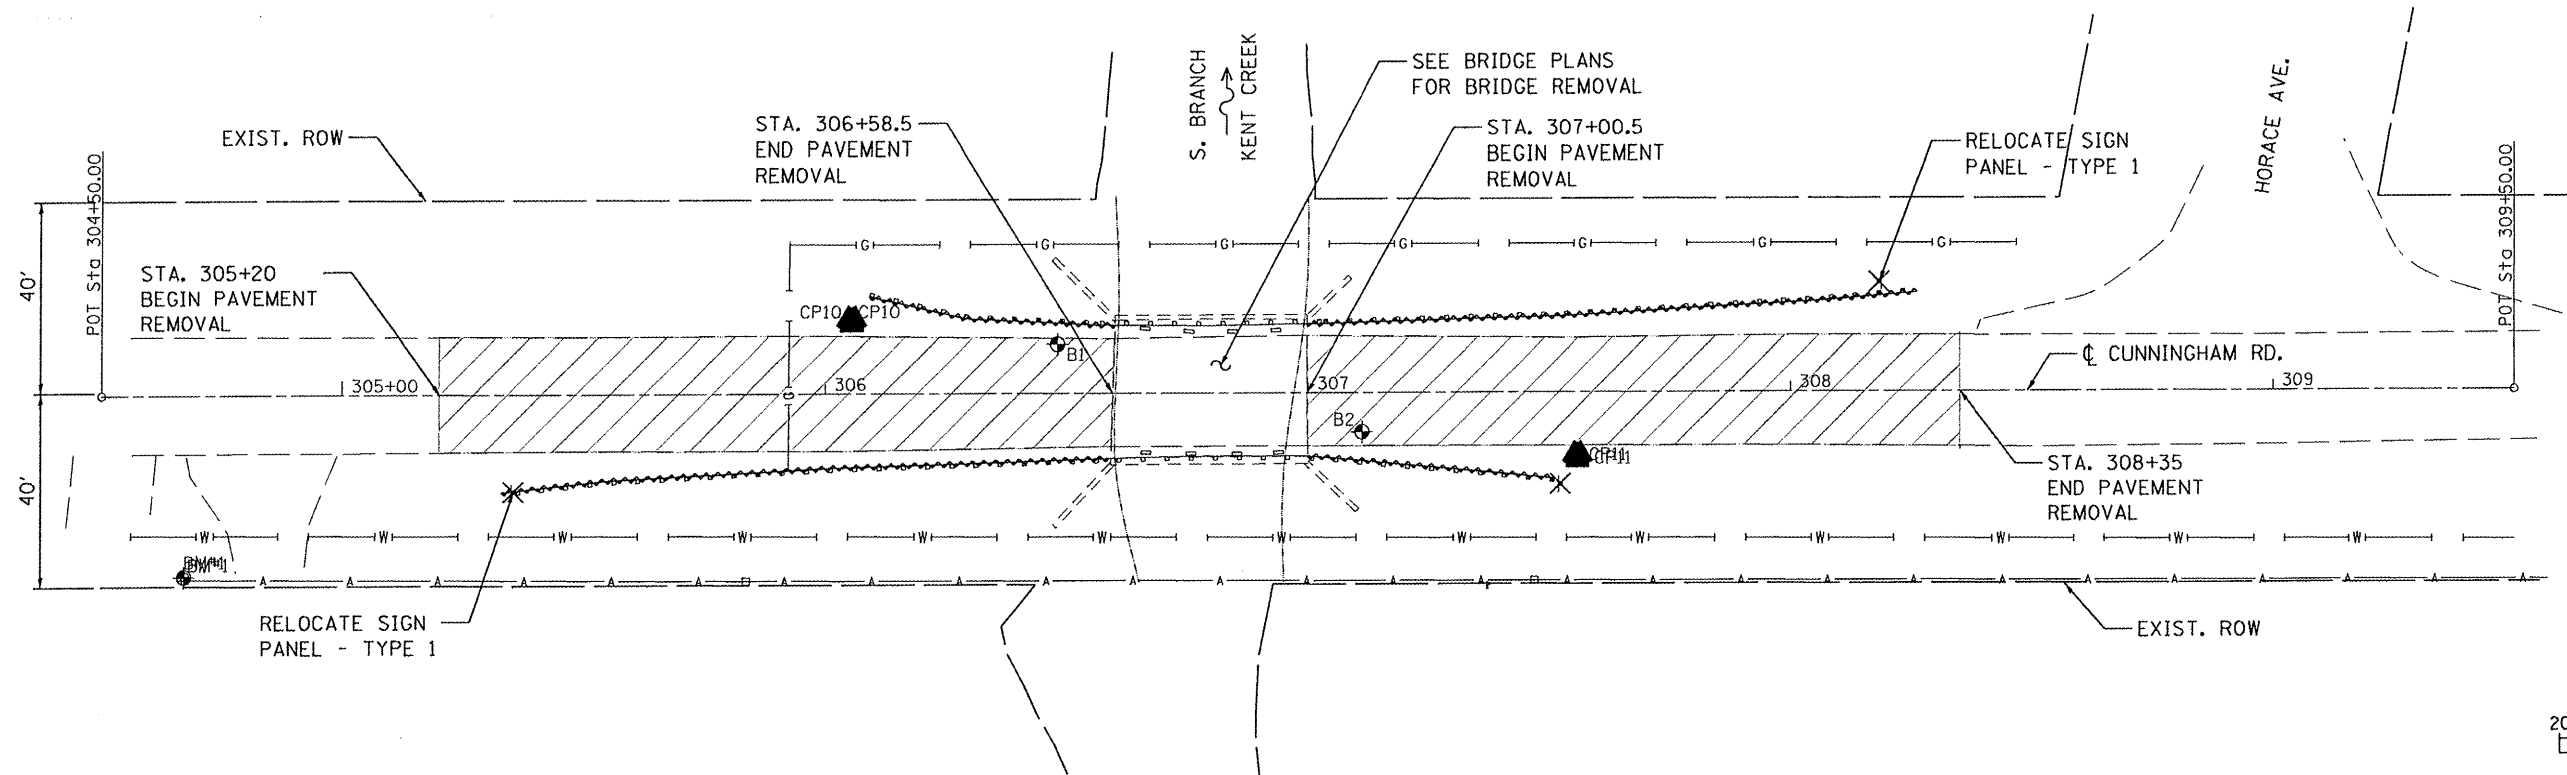 S. BRANCH
KENT CREEK
SEE BRIDGE PLANS
FOR BRIDGE REMOVAL
HORACE AVE.
EXIST. ROW
STA. 306+58.5
END PAVEMENT
REMOVAL
STA. 307+00.5
BEGIN PAVEMENT
REMOVAL
RELOCATE SIGN
PANEL - TYPE 1
POT Sta 304+50.00
POT Sta 309+50.00
G
G
G
G
G
G
G
40'
STA. 305+20
BEGIN PAVEMENT
REMOVAL
CP10
CP10
B1
℄ CUNNINGHAM RD.
305+00
306
307
308
309
G
B2
CP11
CP11
40'
STA. 308+35
END PAVEMENT
REMOVAL
W
W
W
W
W
W
W
W
W
W
W
W
W
A A A A A A A A A A A A A A A A A A A A A A A A A A A
RELOCATE SIGN
PANEL - TYPE 1
EXIST. ROW
20